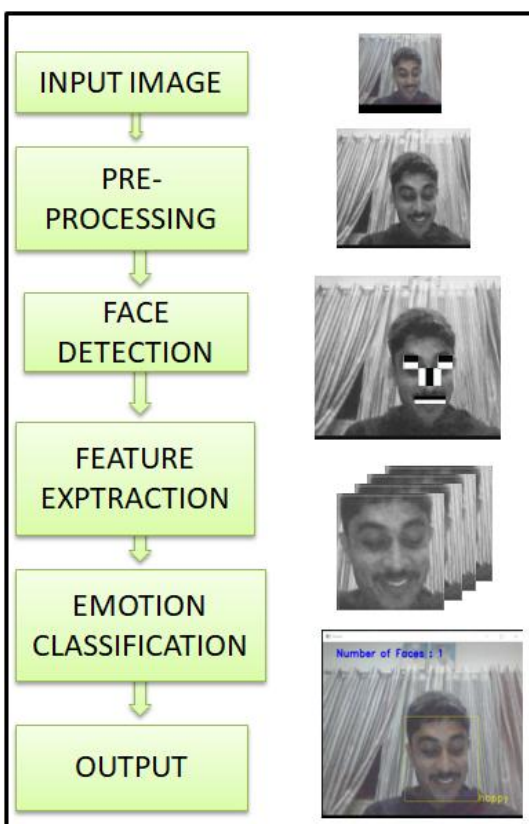 INPUT IMAGE
PRE-
PROCESSING
FACE
DETECTION
FEATURE
EXPTRACTION
EMOTION
CLASSIFICATION
OUTPUT
Number of Faces : 1
happy